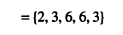 = {2, 3, 6, 6, 3}